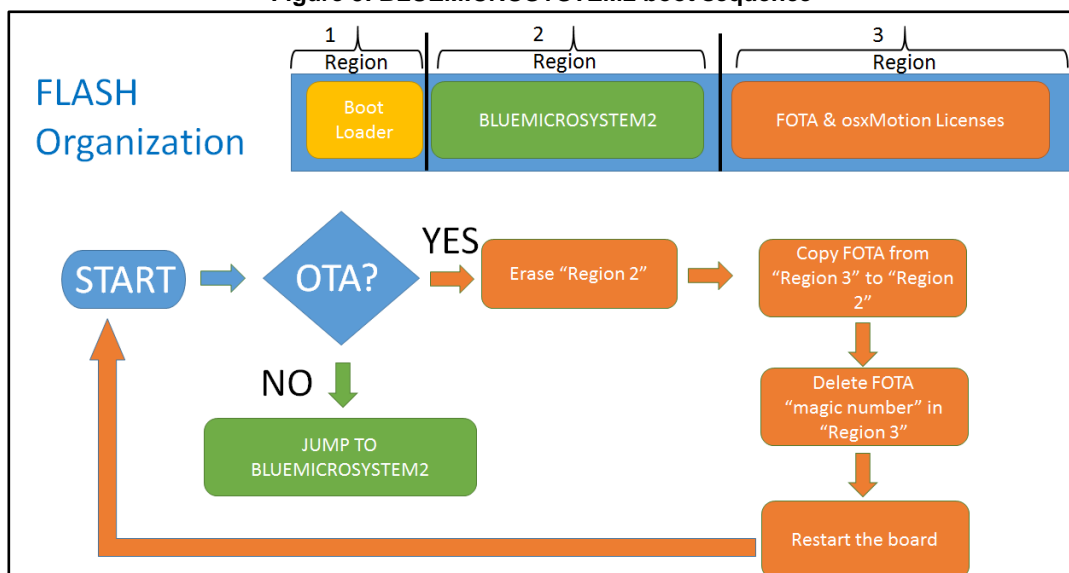 1
2
3
Region
Region
Region
FLASH
Organization
Boot
Loader
BLUEMICROSYSTEM2
FOTA & osxMotion Licenses
START
OTA?
YES
Erase “Region 2”
Copy FOTA from
“Region 3” to “Region
2”
NO
Delete FOTA
“magic number” in
“Region 3”
JUMP TO
BLUEMICROSYSTEM2
Restart the board